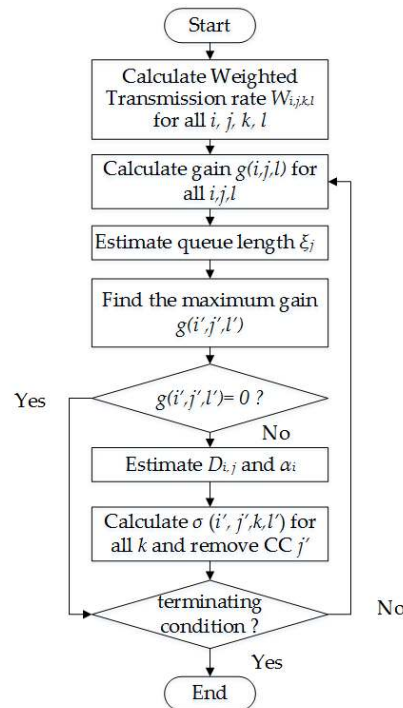 Start
Calculate Weighted
Transmission rate Wi,j,k,l
for all i, j, k, l
Calculate gain g(i,j,l) for
all i,j,l
Estimate queue length ξj
Find the maximum gain
g(i′,j′,l′)
Yes
g(i′,j′,l′)= 0 ?
No
Estimate Di,j and αi
Calculate σ (i′, j′,k,l′) for
all k and remove CC j′
terminating
condition ?
No
Yes
End